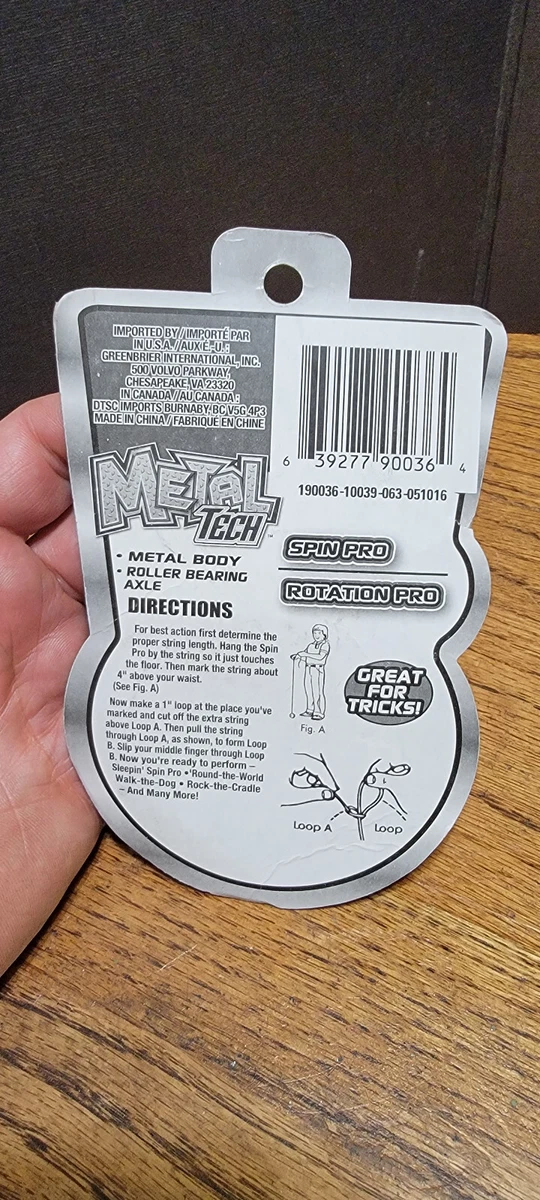 IMPORTED BY / IMPORTÉ PAR
IN U.S.A. / AUX É.-U.:
GREENBRIER INTERNATIONAL, INC.
500 VOLVO PARKWAY,
CHESAPEAKE, VA 23320
IN CANADA / AU CANADA :
DTSC IMPORTS BURNABY, BC V5G 4P3
MADE IN CHINA / FABRIQUÉ EN CHINE
6 39277 90036 4
190036-10039-063-051016
METAL
TECH™
• METAL BODY
• ROLLER BEARING
AXLE
SPIN PRO
ROTATION PRO
DIRECTIONS
For best action first determine the
proper string length. Hang the Spin
Pro by the string so it just touches
the floor. Then mark the string about
4" above your waist.
(See Fig. A)
Now make a 1" loop at the place you've
marked and cut off the extra string
above Loop A. Then pull the string
through Loop A, as shown, to form Loop
B. Slip your middle finger through Loop
B. Now you're ready to perform –
Sleepin' Spin Pro •'Round-the-World
Walk-the-Dog • Rock-the-Cradle
– And Many More!
Fig. A
GREAT
FOR
TRICKS!
Loop A
Loop